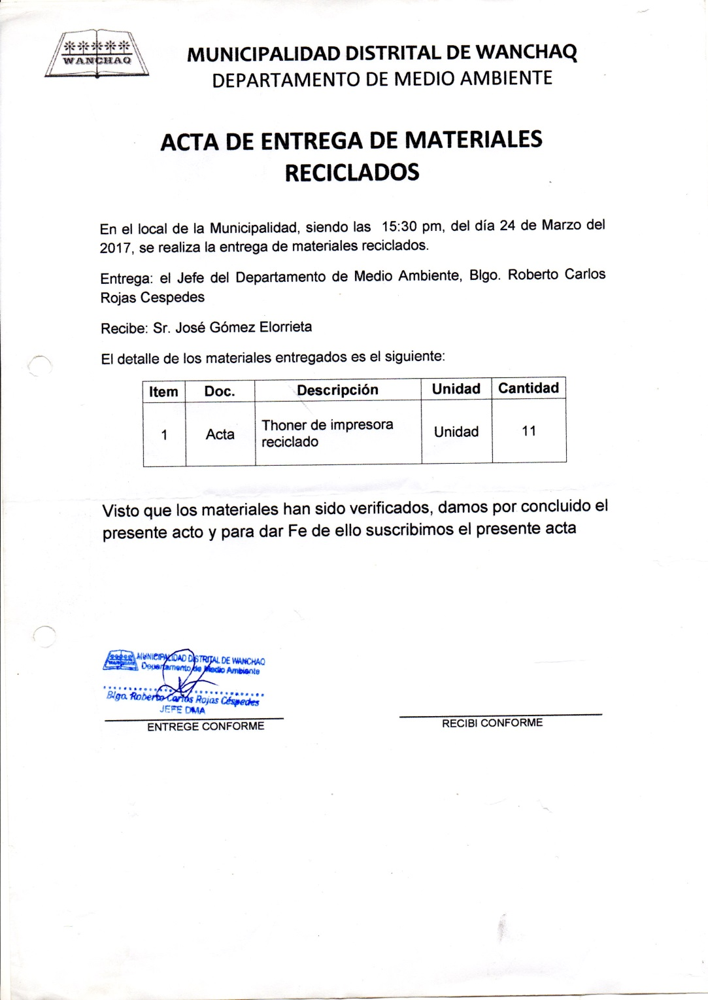 WANCHAQ
MUNICIPALIDAD DISTRITAL DE WANCHAQ
DEPARTAMENTO DE MEDIO AMBIENTE
ACTA DE ENTREGA DE MATERIALES
RECICLADOS
En el local de la Municipalidad, siendo las 15:30 pm, del día 24 de Marzo del
2017, se realiza la entrega de materiales reciclados.
Entrega: el Jefe del Departamento de Medio Ambiente, Blgo. Roberto Carlos
Rojas Cespedes
Recibe: Sr. José Gómez Elorrieta
El detalle de los materiales entregados es el siguiente:
Item Doc. Descripción Unidad Cantidad
1 Acta Thoner de impresora reciclado Unidad 11
Visto que los materiales han sido verificados, damos por concluido el
presente acto y para dar Fe de ello suscribimos el presente acta
WANCHAQ MUNICIPALIDAD DISTRITAL DE WANCHAQ
Departamento de Medio Ambiente
Blgo. Roberto Carlos Rojas Céspedes
JEFE DMA
ENTREGE CONFORME
RECIBI CONFORME